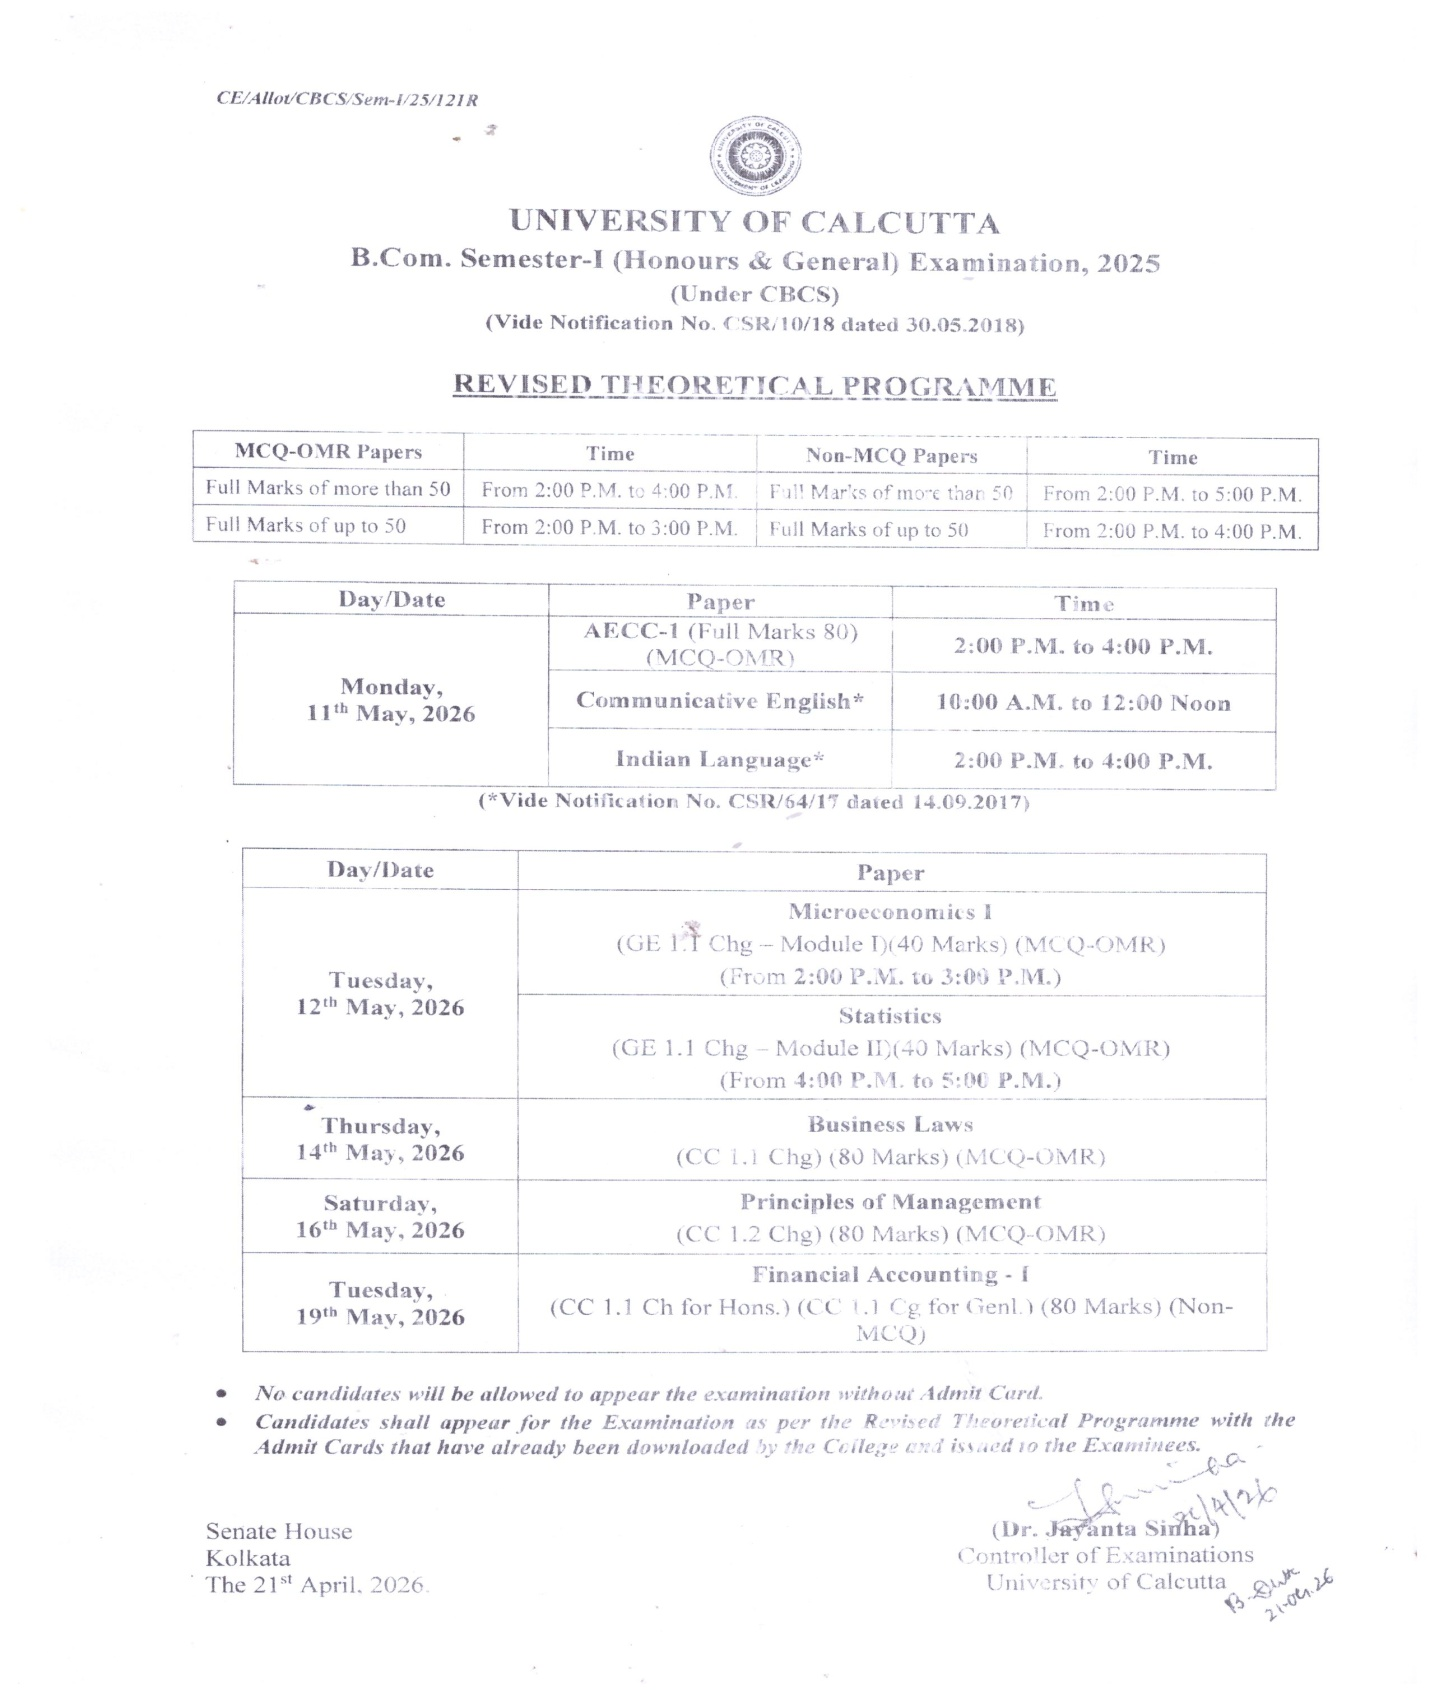 CE/Allot/CBCS/Sem-I/25/121R
UNIVERSITY OF CALCUTTA
ADVANCEMENT OF LEARNING
UNIVERSITY OF CALCUTTA
B.Com. Semester-I (Honours & General) Examination, 2025
(Under CBCS)
(Vide Notification No. CSR/10/18 dated 30.05.2018)
REVISED THEORETICAL PROGRAMME
MCQ-OMR Papers Time Non-MCQ Papers Time
Full Marks of more than 50 From 2:00 P.M. to 4:00 P.M. Full Marks of more than 50 From 2:00 P.M. to 5:00 P.M.
Full Marks of up to 50 From 2:00 P.M. to 3:00 P.M. Full Marks of up to 50 From 2:00 P.M. to 4:00 P.M.
Day/Date Paper Time
Monday,
11th May, 2026
AECC-1 (Full Marks 80)
(MCQ-OMR)
2:00 P.M. to 4:00 P.M.
Communicative English* 10:00 A.M. to 12:00 Noon
Indian Language* 2:00 P.M. to 4:00 P.M.
(*Vide Notification No. CSR/64/17 dated 14.09.2017)
Day/Date Paper
Tuesday,
12th May, 2026
Microeconomics I
(GE 1.1 Chg – Module I)(40 Marks) (MCQ-OMR)
(From 2:00 P.M. to 3:00 P.M.)
Statistics
(GE 1.1 Chg – Module II)(40 Marks) (MCQ-OMR)
(From 4:00 P.M. to 5:00 P.M.)
Thursday,
14th May, 2026
Business Laws
(CC 1.1 Chg) (80 Marks) (MCQ-OMR)
Saturday,
16th May, 2026
Principles of Management
(CC 1.2 Chg) (80 Marks) (MCQ-OMR)
Tuesday,
19th May, 2026
Financial Accounting - I
(CC 1.1 Ch for Hons.) (CC 1.1 Cg for Genl.) (80 Marks) (Non-
MCQ)
• No candidates will be allowed to appear the examination without Admit Card.
• Candidates shall appear for the Examination as per the Revised Theoretical Programme with the
Admit Cards that have already been downloaded by the College and issued to the Examinees.
Senate House
Kolkata
The 21st April, 2026.
(Dr. Jayanta Sinha)
Controller of Examinations
University of Calcutta
21.04.26